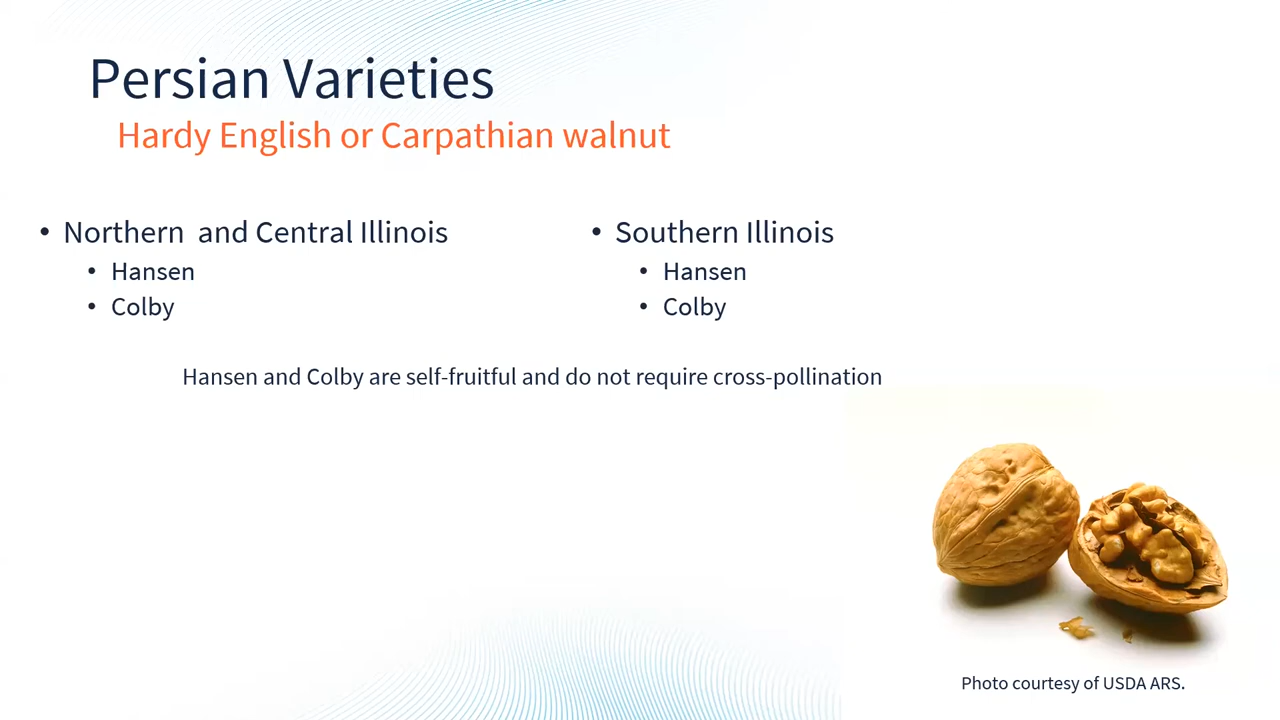 Persian Varieties
Hardy English or Carpathian walnut
• Northern  and Central Illinois
• Hansen
• Colby
• Southern Illinois
• Hansen
• Colby
Hansen and Colby are self-fruitful and do not require cross-pollination
Photo courtesy of USDA ARS.